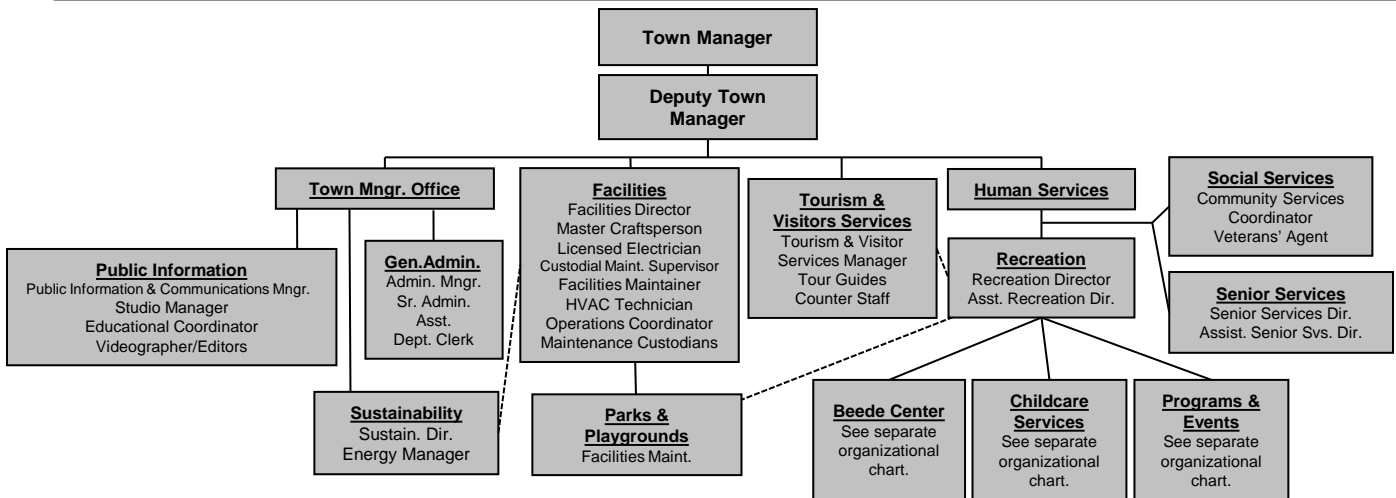 Town Manager
Deputy Town
Manager
Town Mngr. Office
Facilities
Facilities Director
Master Craftsperson
Licensed Electrician
Custodial Maint. Supervisor
Facilities Maintainer
HVAC Technician
Operations Coordinator
Maintenance Custodians
Tourism &
Visitors Services
Tourism & Visitor
Services Manager
Tour Guides
Counter Staff
Human Services
Social Services
Community Services
Coordinator
Veterans' Agent
Public Information
Public Information & Communications Mngr.
Studio Manager
Educational Coordinator
Videographer/Editors
Gen.Admin.
Admin. Mngr.
Sr. Admin.
Asst.
Dept. Clerk
Recreation
Recreation Director
Asst. Recreation Dir.
Senior Services
Senior Services Dir.
Assist. Senior Svs. Dir.
Sustainability
Sustain. Dir.
Energy Manager
Parks &
Playgrounds
Facilities Maint.
Beede Center
See separate
organizational
chart.
Childcare
Services
See separate
organizational
chart.
Programs &
Events
See separate
organizational
chart.